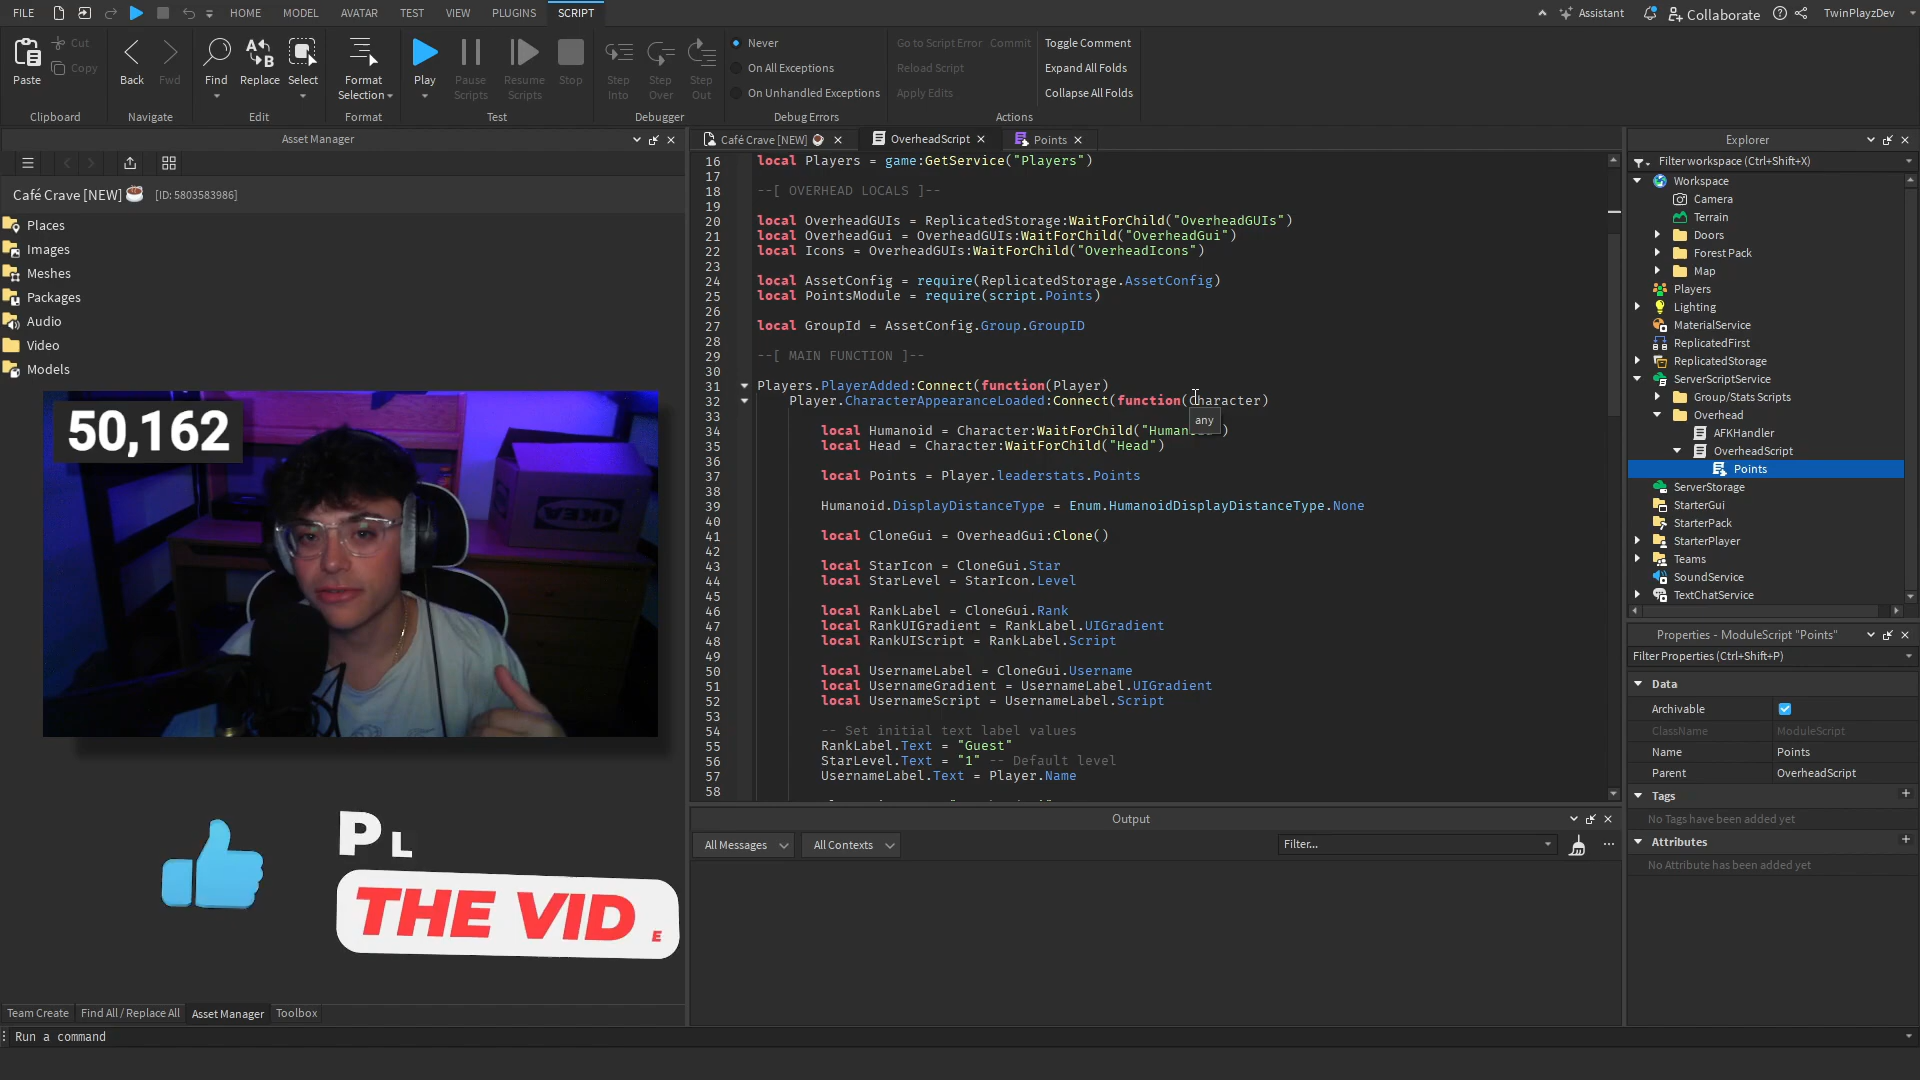 FILE HOME MODEL AVATAR TEST VIEW PLUGINS SCRIPT Assistant Collaborate TwinPlayzDev
Paste Cut Copy Clipboard
Back Fwd Navigate
Find Replace Select Edit
Format Selection Format
Play Pause Scripts Resume Scripts Stop Test
Step Into Step Over Step Out Debugger
Never
On All Exceptions
On Unhandled Exceptions
Debug Errors
Go to Script Error Commit Toggle Comment
Reload Script Expand All Folds
Apply Edits Collapse All Folds
Actions
Asset Manager
Café Crave [NEW] [ID: 5803583986]
Places
Images
Meshes
Packages
Audio
Video
Models
50,162
IKEA
PL
THE VID E
Team Create Find All / Replace All Asset Manager Toolbox
Run a command
Café Crave [NEW] OverheadScript Points
16 local Players = game:GetService("Players")
17
18 --[ OVERHEAD LOCALS ]--
19
20 local OverheadGUIs = ReplicatedStorage:WaitForChild("OverheadGUIs")
21 local OverheadGui = OverheadGUIs:WaitForChild("OverheadGui")
22 local Icons = OverheadGUIs:WaitForChild("OverheadIcons")
23
24 local AssetConfig = require(ReplicatedStorage.AssetConfig)
25 local PointsModule = require(script.Points)
26
27 local GroupId = AssetConfig.Group.GroupID
28
29 --[ MAIN FUNCTION ]--
30
31 Players.PlayerAdded:Connect(function(Player)
32 Player.CharacterAppearanceLoaded:Connect(function(Character)
33
any
34 local Humanoid = Character:WaitForChild("Human ")
35 local Head = Character:WaitForChild("Head")
36
37 local Points = Player.leaderstats.Points
38
39 Humanoid.DisplayDistanceType = Enum.HumanoidDisplayDistanceType.None
40
41 local CloneGui = OverheadGui:Clone()
42
43 local StarIcon = CloneGui.Star
44 local StarLevel = StarIcon.Level
45
46 local RankLabel = CloneGui.Rank
47 local RankUIGradient = RankLabel.UIGradient
48 local RankUIScript = RankLabel.Script
49
50 local UsernameLabel = CloneGui.Username
51 local UsernameGradient = UsernameLabel.UIGradient
52 local UsernameScript = UsernameLabel.Script
53
54 -- Set initial text label values
55 RankLabel.Text = "Guest"
56 StarLevel.Text = "1" -- Default level
57 UsernameLabel.Text = Player.Name
58
Output
All Messages All Contexts Filter...
Explorer
Filter workspace (Ctrl+Shift+X)
Workspace
Camera
Terrain
Doors
Forest Pack
Map
Players
Lighting
MaterialService
ReplicatedFirst
ReplicatedStorage
ServerScriptService
Group/Stats Scripts
Overhead
AFKHandler
OverheadScript
Points
ServerStorage
StarterGui
StarterPack
StarterPlayer
Teams
SoundService
TextChatService
Properties - ModuleScript "Points"
Filter Properties (Ctrl+Shift+P)
Data
Archivable
ClassName ModuleScript
Name Points
Parent OverheadScript
Tags
No Tags have been added yet
Attributes
No Attribute has been added yet